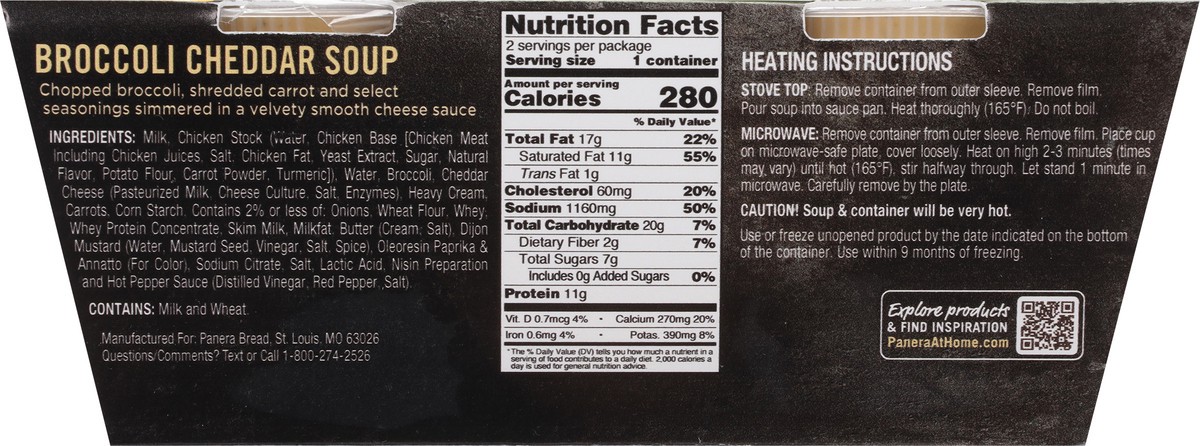 BROCCOLI CHEDDAR SOUP
Chopped broccoli, shredded carrot and select
seasonings simmered in a velvety smooth cheese sauce
INGREDIENTS: Milk, Chicken Stock (Water, Chicken Base [Chicken Meat
Including Chicken Juices, Salt, Chicken Fat, Yeast Extract, Sugar, Natural
Flavor, Potato Flour, Carrot Powder, Turmeric]), Water, Broccoli, Cheddar
Cheese (Pasteurized Milk, Cheese Culture, Salt, Enzymes), Heavy Cream,
Carrots, Corn Starch. Contains 2% or less of: Onions, Wheat Flour, Whey,
Whey Protein Concentrate, Skim Milk, Milkfat, Butter (Cream, Salt), Dijon
Mustard (Water, Mustard Seed, Vinegar, Salt, Spice), Oleoresin Paprika &
Annatto (For Color), Sodium Citrate, Salt, Lactic Acid, Nisin Preparation
and Hot Pepper Sauce (Distilled Vinegar, Red Pepper, Salt).
CONTAINS: Milk and Wheat.
Manufactured For: Panera Bread, St. Louis, MO 63026
Questions/Comments? Text or Call 1-800-274-2526
Nutrition Facts
2 servings per package
Serving size 1 container
Amount per serving
Calories 280
% Daily Value*
Total Fat 17g 22%
Saturated Fat 11g 55%
Trans Fat 1g
Cholesterol 60mg 20%
Sodium 1160mg 50%
Total Carbohydrate 20g 7%
Dietary Fiber 2g 7%
Total Sugars 7g
Includes 0g Added Sugars 0%
Protein 11g
Vit. D 0.7mcg 4% • Calcium 270mg 20%
Iron 0.6mg 4% • Potas. 390mg 8%
*The % Daily Value (DV) tells you how much a nutrient in a
serving of food contributes to a daily diet. 2,000 calories a
day is used for general nutrition advice.
HEATING INSTRUCTIONS
STOVE TOP: Remove container from outer sleeve. Remove film.
Pour soup into sauce pan. Heat thoroughly (165°F). Do not boil.
MICROWAVE: Remove container from outer sleeve. Remove film. Place cup
on microwave-safe plate, cover loosely. Heat on high 2-3 minutes (times
may vary) until hot (165°F), stir halfway through. Let stand 1 minute in
microwave. Carefully remove by the plate.
CAUTION! Soup & container will be very hot.
Use or freeze unopened product by the date indicated on the bottom
of the container. Use within 9 months of freezing.
Explore products
& FIND INSPIRATION
PaneraAtHome.com